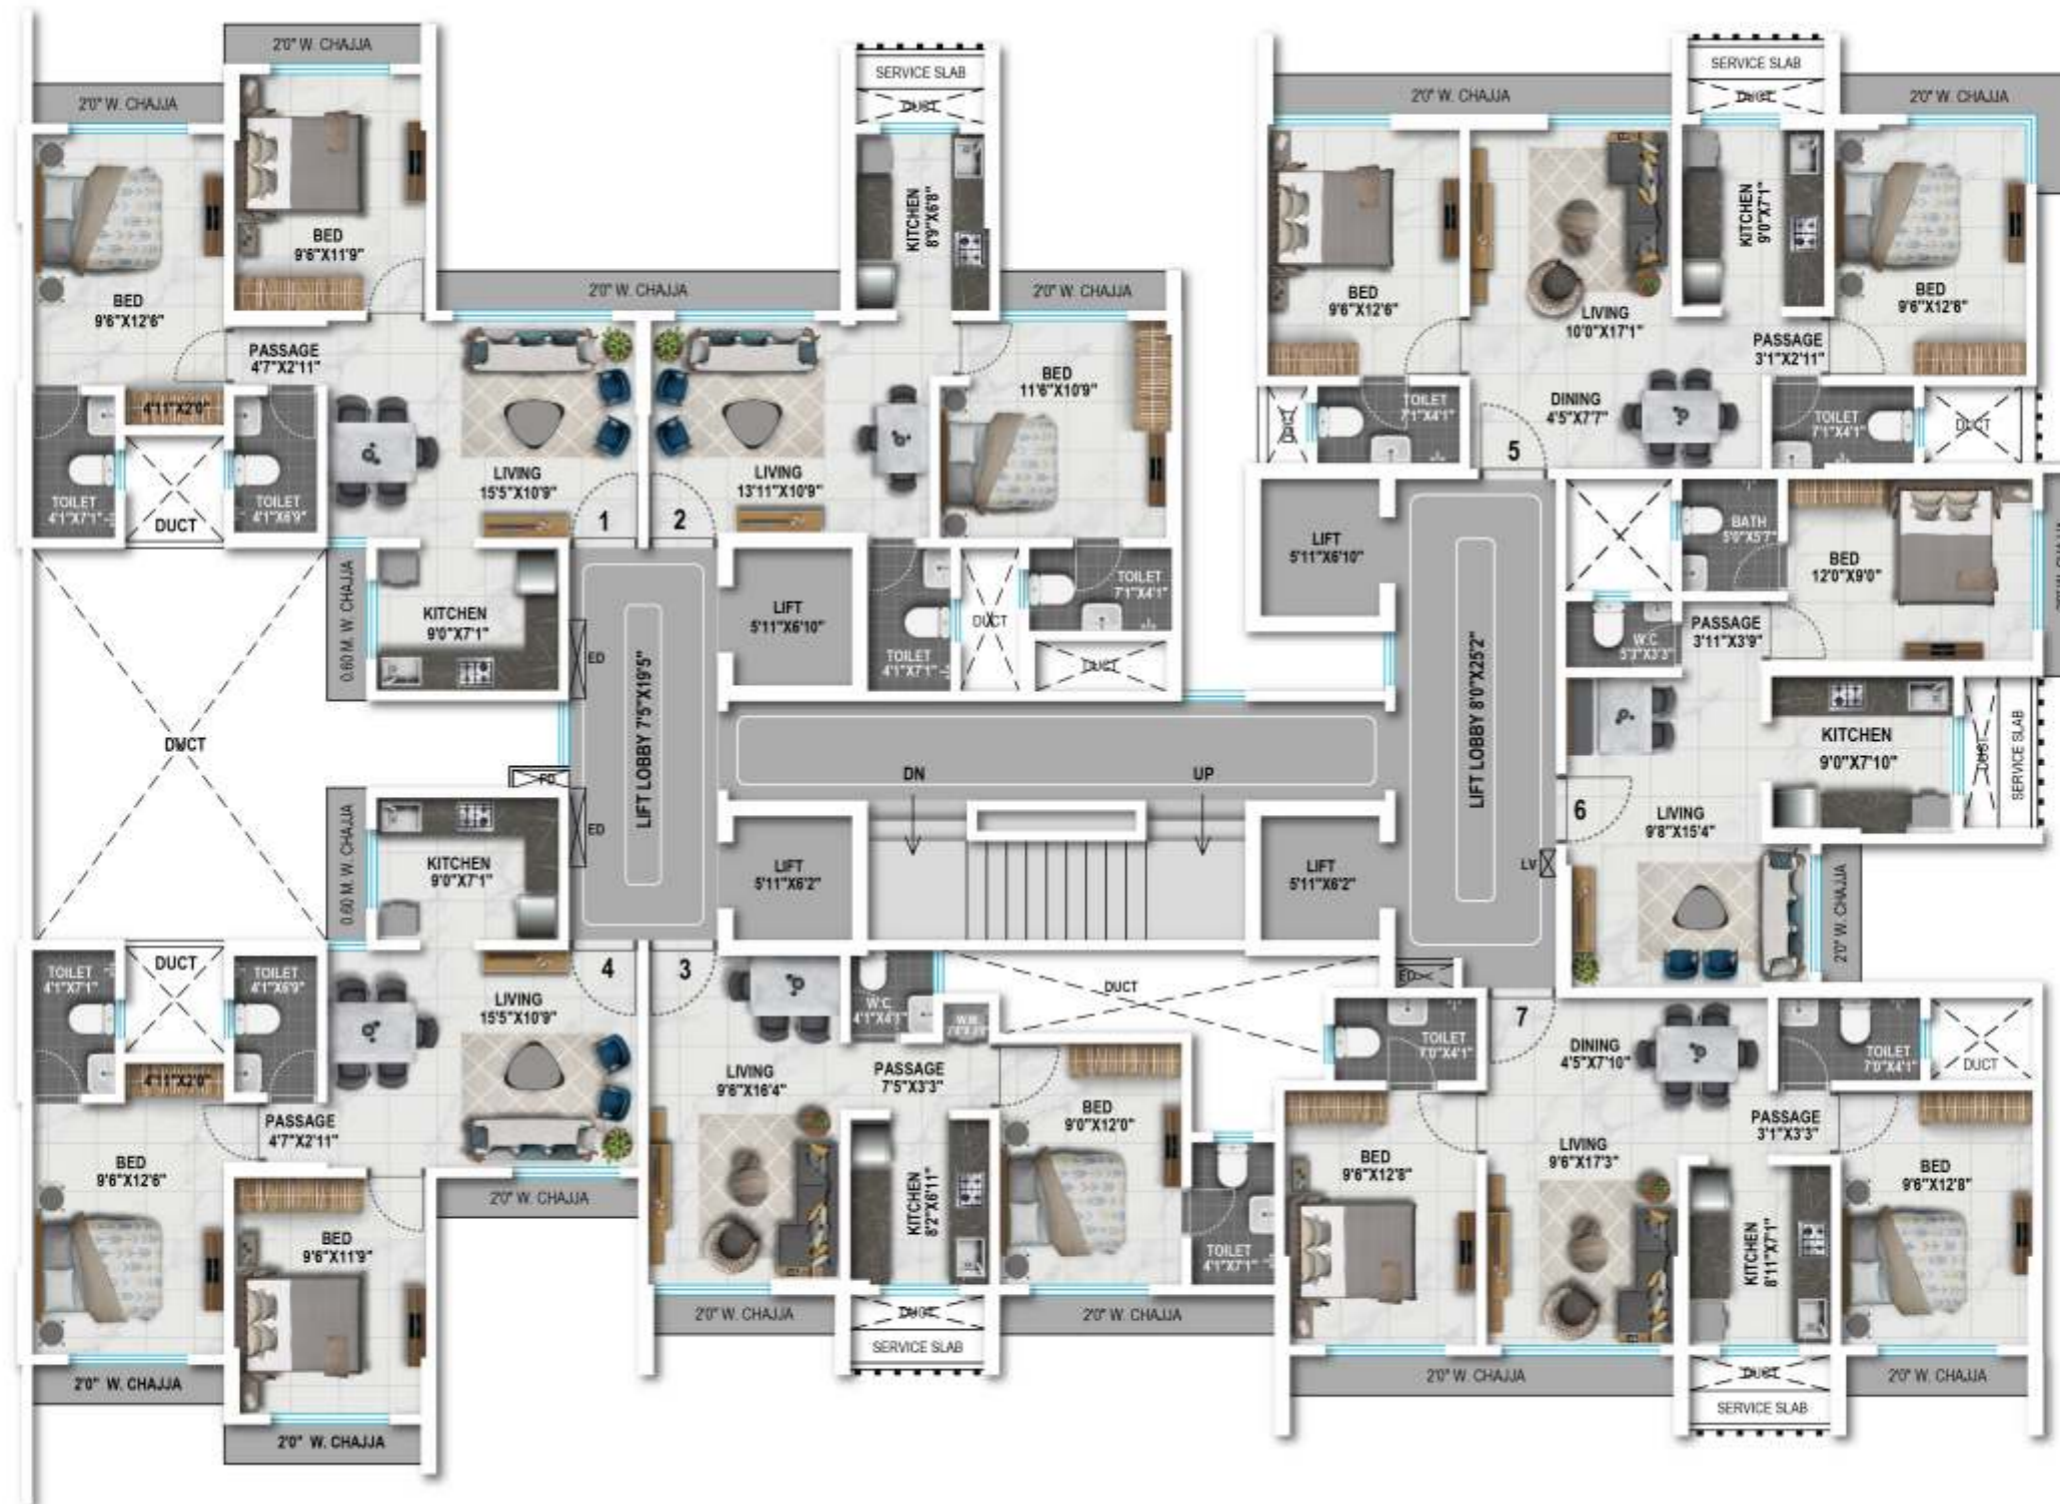 2'0" W. CHAJJA
2'0" W. CHAJJA
BED
9'6"X12'6"
BED
9'6"X11'9"
PASSAGE
4'7"X2'11"
4'11"X2'0"
TOILET
4'1"X7'1"
DUCT
TOILET
4'1"X6'9"
2'0" W. CHAJJA
LIVING
15'5"X10'9"
1
0.60 M. W. CHAJJA
KITCHEN
9'0"X7'1"
ED
SERVICE SLAB
DUCT
KITCHEN
8'9"X6'8"
2'0" W. CHAJJA
BED
11'6"X10'9"
LIVING
13'11"X10'9"
2
LIFT
5'11"X6'10"
TOILET
4'1"X7'1"
DUCT
TOILET
7'1"X4'1"
DUCT
SERVICE SLAB
DUCT
2'0" W. CHAJJA
2'0" W. CHAJJA
BED
9'6"X12'6"
LIVING
10'0"X17'1"
KITCHEN
9'0"X7'1"
BED
9'6"X12'6"
PASSAGE
3'1"X2'11"
DINING
4'5"X7'7"
TOILET
7'1"X4'1"
TOILET
7'1"X4'1"
DUCT
5
LIFT
5'11"X6'10"
BATH
5'0"X5'7"
BED
12'0"X9'0"
W.C
5'3"X3'3"
PASSAGE
3'11"X3'9"
KITCHEN
9'0"X7'10"
DUCT
SERVICE SLAB
LIVING
9'8"X15'4"
6
LV
2'0" W. CHAJJA
LIFT LOBBY 8'0"X25'2"
LIFT LOBBY 7'5"X19'5"
DUCT
FD
ED
DN
UP
LIFT
5'11"X6'2"
LIFT
5'11"X6'2"
0.60 M. W. CHAJJA
KITCHEN
9'0"X7'1"
TOILET
4'1"X7'1"
DUCT
TOILET
4'1"X6'9"
LIVING
15'5"X10'9"
4
4'11"X2'0"
PASSAGE
4'7"X2'11"
BED
9'6"X12'6"
BED
9'6"X11'9"
2'0" W. CHAJJA
2'0" W. CHAJJA
2'0" W. CHAJJA
3
W.C
DUCT
LIVING
9'6"X16'4"
PASSAGE
7'5"X3'3"
BED
9'0"X12'0"
KITCHEN
8'2"X6'11"
TOILET
4'1"X7'1"
2'0" W. CHAJJA
DUCT
SERVICE SLAB
2'0" W. CHAJJA
ED
7
TOILET
7'0"X4'1"
DINING
4'5"X7'10"
TOILET
7'0"X4'1"
DUCT
PASSAGE
3'1"X3'3"
BED
9'6"X12'8"
LIVING
9'6"X17'3"
KITCHEN
8'11"X7'1"
BED
9'6"X12'8"
2'0" W. CHAJJA
DUCT
SERVICE SLAB
2'0" W. CHAJJA